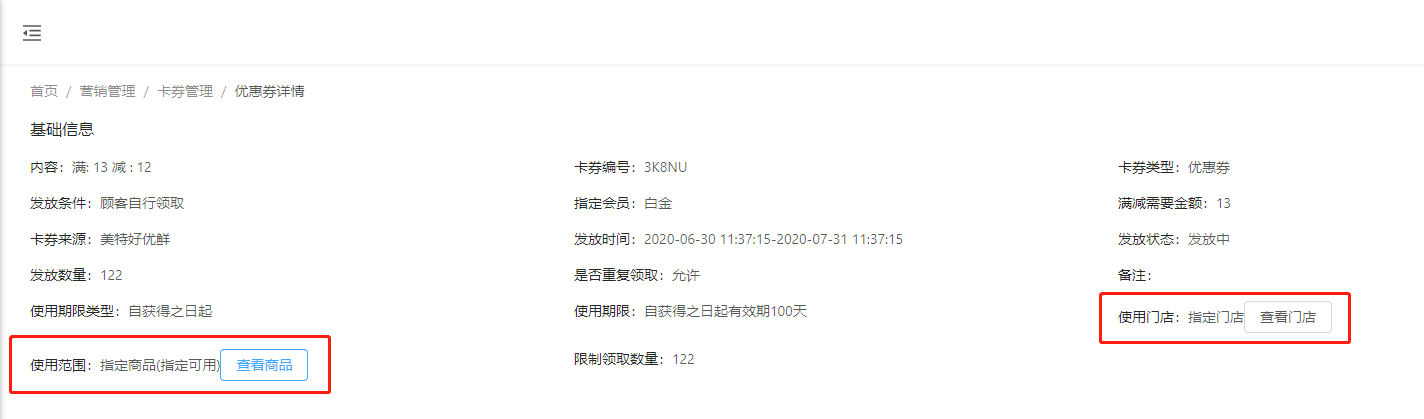 首页 / 营销管理 / 卡券管理 / 优惠券详情
基础信息
内容：满: 13 减 : 12 卡券编号：3K8NU 卡券类型：优惠券
发放条件：顾客自行领取 指定会员：白金 满减需要金额：13
卡券来源：美特好优鲜 发放时间：2020-06-30 11:37:15-2020-07-31 11:37:15 发放状态：发放中
发放数量：122 是否重复领取：允许 备注：
使用期限类型：自获得之日起 使用期限：自获得之日起有效期100天 使用门店：指定门店 查看门店
使用范围：指定商品(指定可用) 查看商品 限制领取数量：122